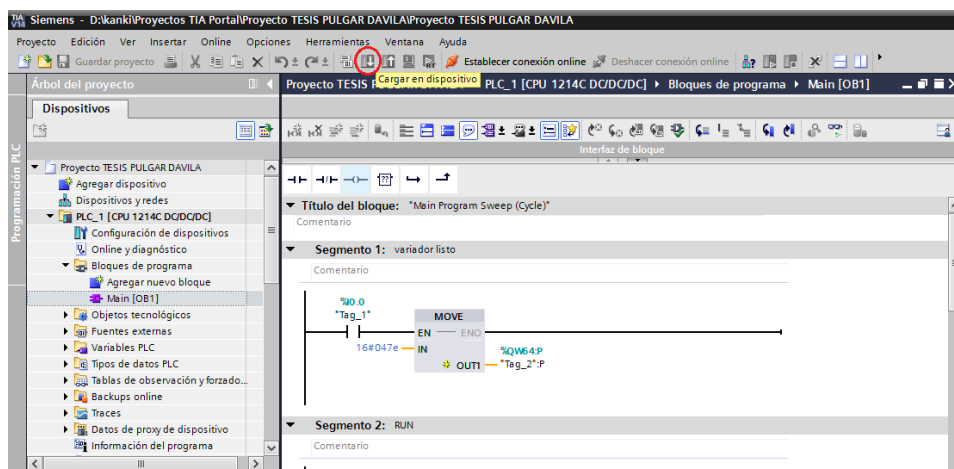 TIA V14 Siemens - D:\kanki\Proyectos TIA Portal\Proyecto TESIS PULGAR DAVILA\Proyecto TESIS PULGAR DAVILA
Proyecto Edición Ver Insertar Online Opciones Herramientas Ventana Ayuda
Guardar proyecto Establecer conexión online Deshacer conexión online
Cargar en dispositivo
Árbol del proyecto
Proyecto TESIS PLC_1 [CPU 1214C DC/DC/DC] Bloques de programa Main [OB1]
Dispositivos
Interfaz de bloque
Programación PLC
Proyecto TESIS PULGAR DAVILA
Agregar dispositivo
Dispositivos y redes
PLC_1 [CPU 1214C DC/DC/DC]
Configuración de dispositivos
Online y diagnóstico
Bloques de programa
Agregar nuevo bloque
Main [OB1]
Objetos tecnológicos
Fuentes externas
Variables PLC
Tipos de datos PLC
Tablas de observación y forzado...
Backups online
Traces
Datos de proxy de dispositivo
Información del programa
??
Título del bloque: "Main Program Sweep (Cycle)"
Comentario
Segmento 1: variador listo
Comentario
%I0.0
"Tag_1"
MOVE
EN ENO
16#047e IN
%QW64:P
OUT1 "Tag_2":P
Segmento 2: RUN
Comentario